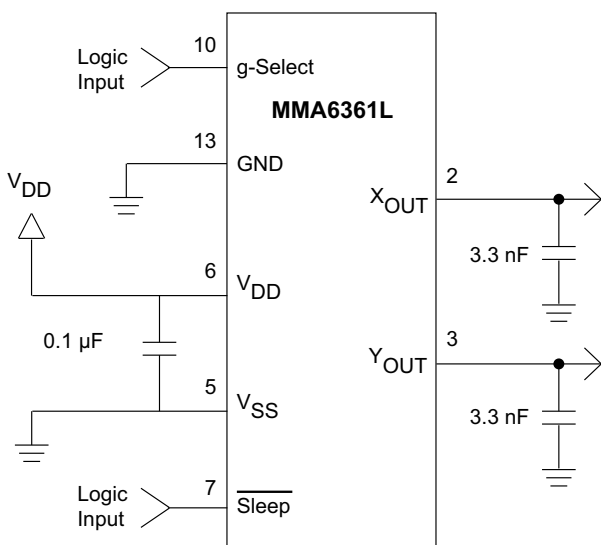 Logic
Input
10
g-Select
MMA6361L
13
GND
VDD
XOUT
2
3.3 nF
6
VDD
0.1 µF
YOUT
3
5
VSS
3.3 nF
Logic
Input
7
Sleep